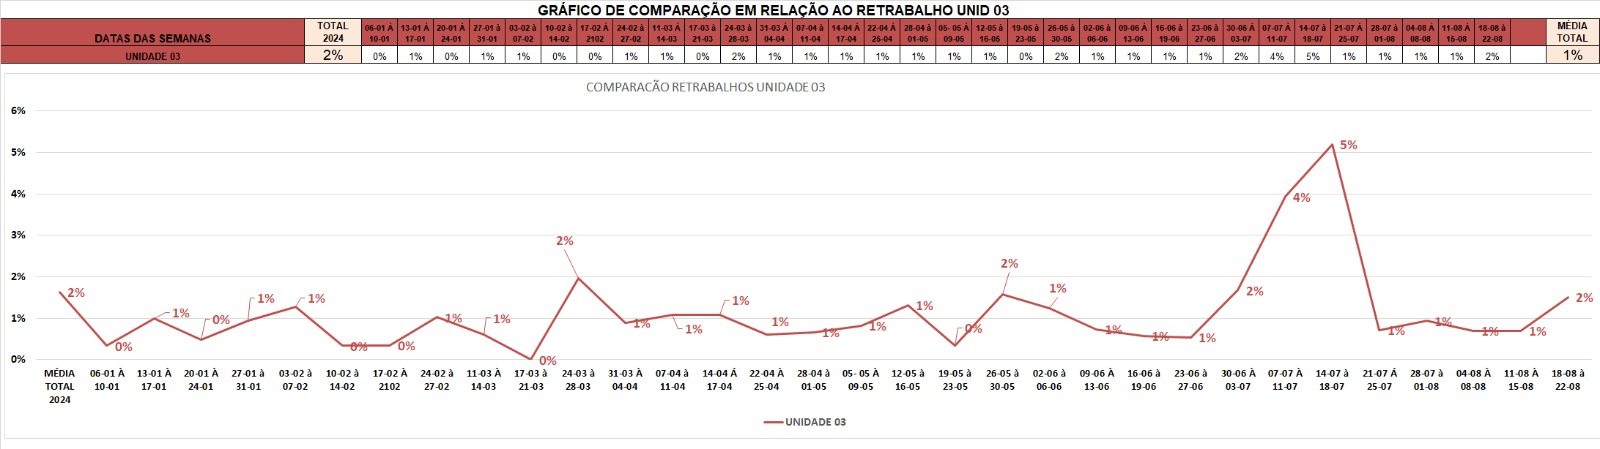 GRÁFICO DE COMPARAÇÃO EM RELAÇÃO AO RETRABALHO UNID 03
DATAS DAS SEMANAS TOTAL 2024 06-01 À 10-01 13-01 À 17-01 20-01 À 24-01 27-01 à 31-01 03-02 à 07-02 10-02 à 14-02 17-02 À 2102 24-02 à 27-02 11-03 À 14-03 17-03 à 21-03 24-03 à 28-03 31-03 À 04-04 07-04 à 11-04 14-04 À 17-04 22-04 À 25-04 28-04 à 01-05 05- 05 À 09-05 12-05 À 16-05 19-05 à 23-05 26-05 à 30-05 02-06 à 06-06 09-06 À 13-06 16-06 à 19-06 23-06 à 27-06 30-06 À 03-07 07-07 À 11-07 14-07 à 18-07 21-07 À 25-07 28-07 à 01-08 04-08 À 08-08 11-08 À 15-08 18-08 à 22-08 MÉDIA TOTAL
UNIDADE 03 2% 0% 1% 0% 1% 1% 0% 0% 1% 1% 0% 2% 1% 1% 1% 1% 1% 1% 1% 0% 2% 1% 1% 1% 1% 2% 4% 5% 1% 1% 1% 1% 2% 1%
COMPARACÃO RETRABALHOS UNIDADE 03
6%
5% 5%
4% 4%
3%
2% 2% 2% 2% 2% 2%
1% 1% 0% 1% 1% 1% 1% 1% 1% 1% 1% 1% 1% 1% 0% 1% 1% 1% 1% 1% 1% 1% 1%
0% 0% 0% 0% 0%
MÉDIA TOTAL 2024 06-01 À 10-01 13-01 À 17-01 20-01 À 24-01 27-01 à 31-01 03-02 à 07-02 10-02 à 14-02 17-02 À 2102 24-02 à 27-02 11-03 À 14-03 17-03 à 21-03 24-03 à 28-03 31-03 À 04-04 07-04 à 11-04 14-04 À 17-04 22-04 À 25-04 28-04 à 01-05 05- 05 À 09-05 12-05 À 16-05 19-05 à 23-05 26-05 à 30-05 02-06 à 06-06 09-06 À 13-06 16-06 à 19-06 23-06 à 27-06 30-06 À 03-07 07-07 À 11-07 14-07 à 18-07 21-07 À 25-07 28-07 à 01-08 04-08 À 08-08 11-08 À 15-08 18-08 à 22-08
UNIDADE 03